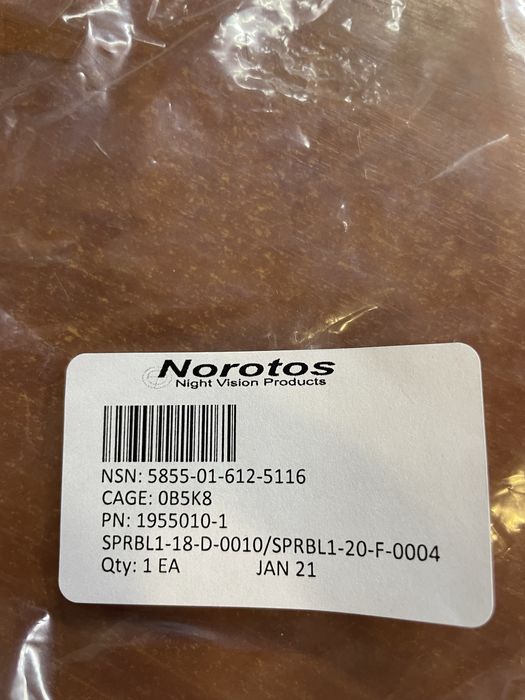 Norotos
Night Vision Products
NSN: 5855-01-612-5116
CAGE: 0B5K8
PN: 1955010-1
SPRBL1-18-D-0010/SPRBL1-20-F-0004
Qty: 1 EA JAN 21